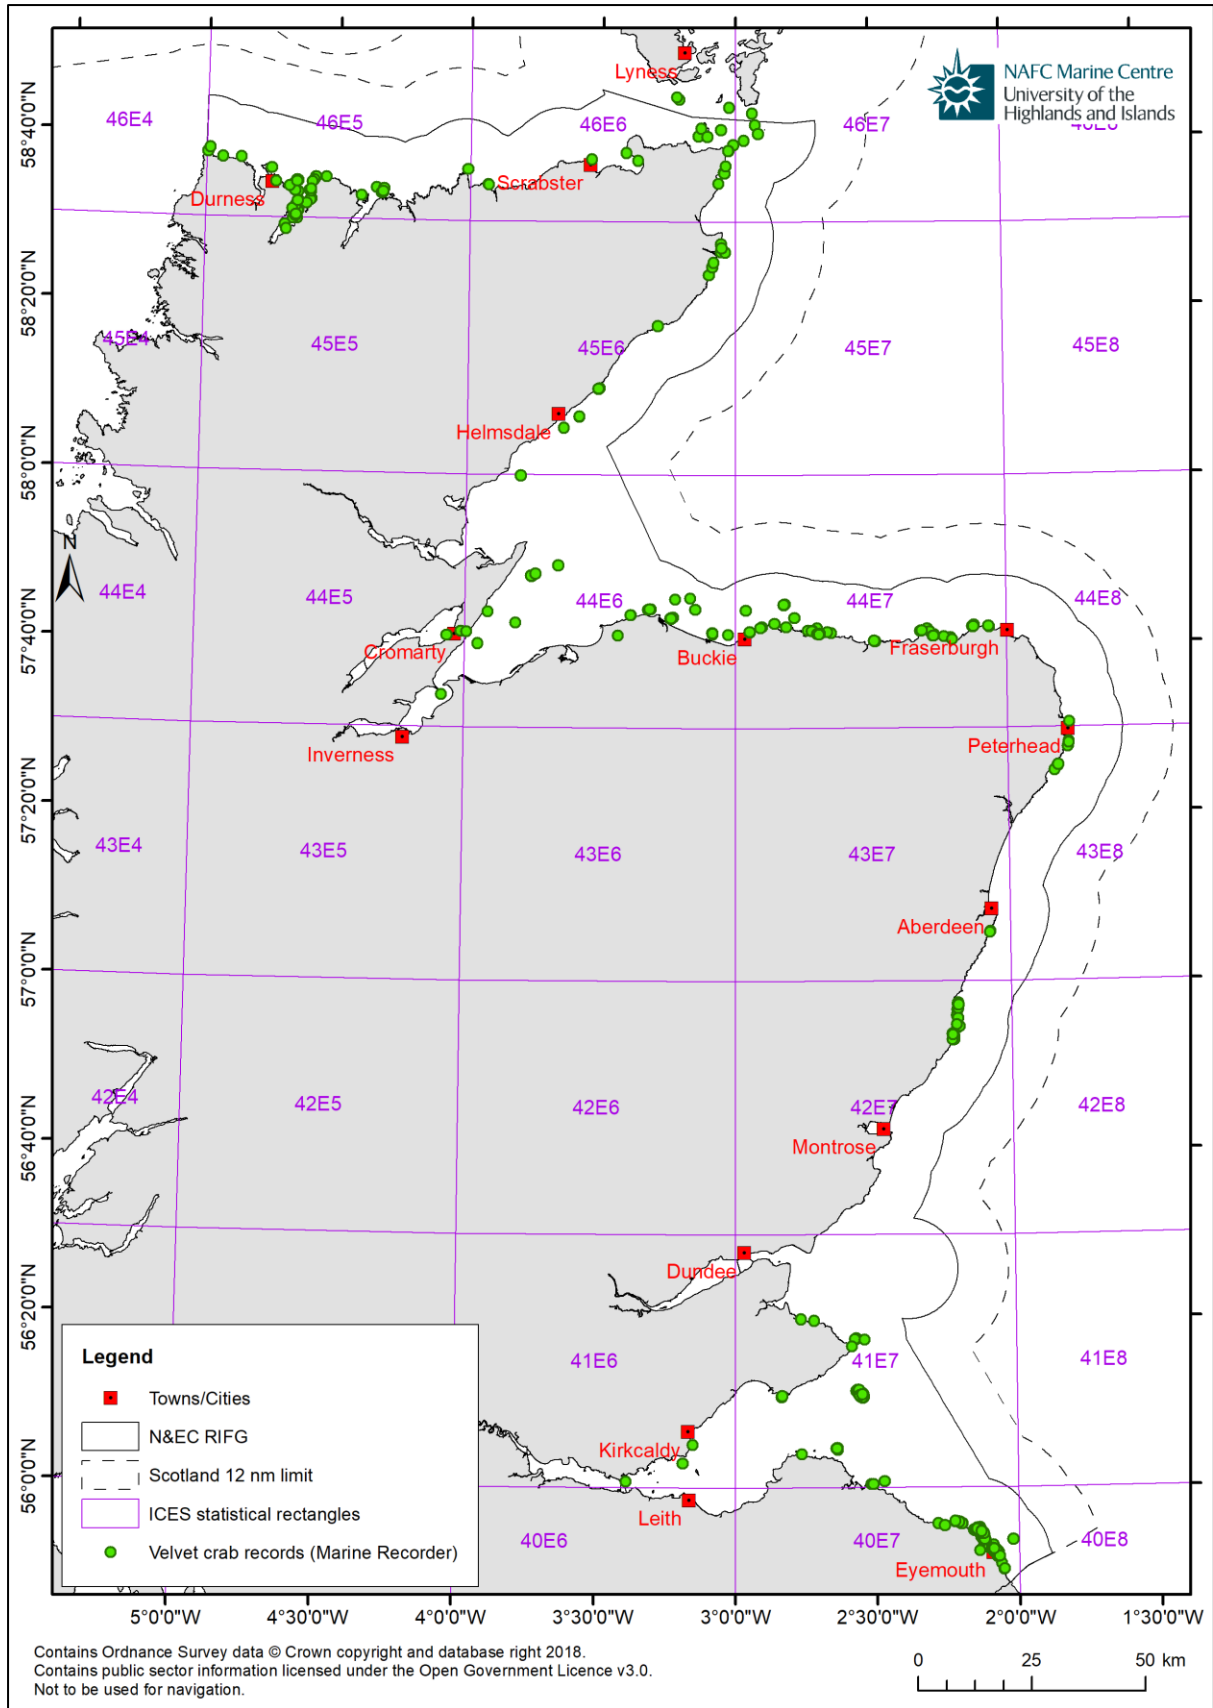 Lyness
NAFC Marine Centre
University of the
Highlands and Islands
46E4
46E5
46E6
46E7
58°40'0"N
Durness
Scrabster
58°20'0"N
45E4
45E5
45E6
45E7
45E8
Helmsdale
58°0'0"N
N
44E4
44E5
44E6
44E7
44E8
57°40'0"N
Cromarty
Buckie
Fraserburgh
Inverness
Peterhead
57°20'0"N
43E4
43E5
43E6
43E7
43E8
Aberdeen
57°0'0"N
42E4
42E5
42E6
42E7
42E8
56°40'0"N
Montrose
Dundee
56°20'0"N
41E6
41E7
41E8
Legend
Towns/Cities
N&EC RIFG
Scotland 12 nm limit
ICES statistical rectangles
Velvet crab records (Marine Recorder)
Kirkcaldy
56°0'0"N
Leith
40E6
40E7
40E8
Eyemouth
5°0'0"W
4°30'0"W
4°0'0"W
3°30'0"W
3°0'0"W
2°30'0"W
2°0'0"W
1°30'0"W
Contains Ordnance Survey data © Crown copyright and database right 2018.
Contains public sector information licensed under the Open Government Licence v3.0.
Not to be used for navigation.
0 25 50 km